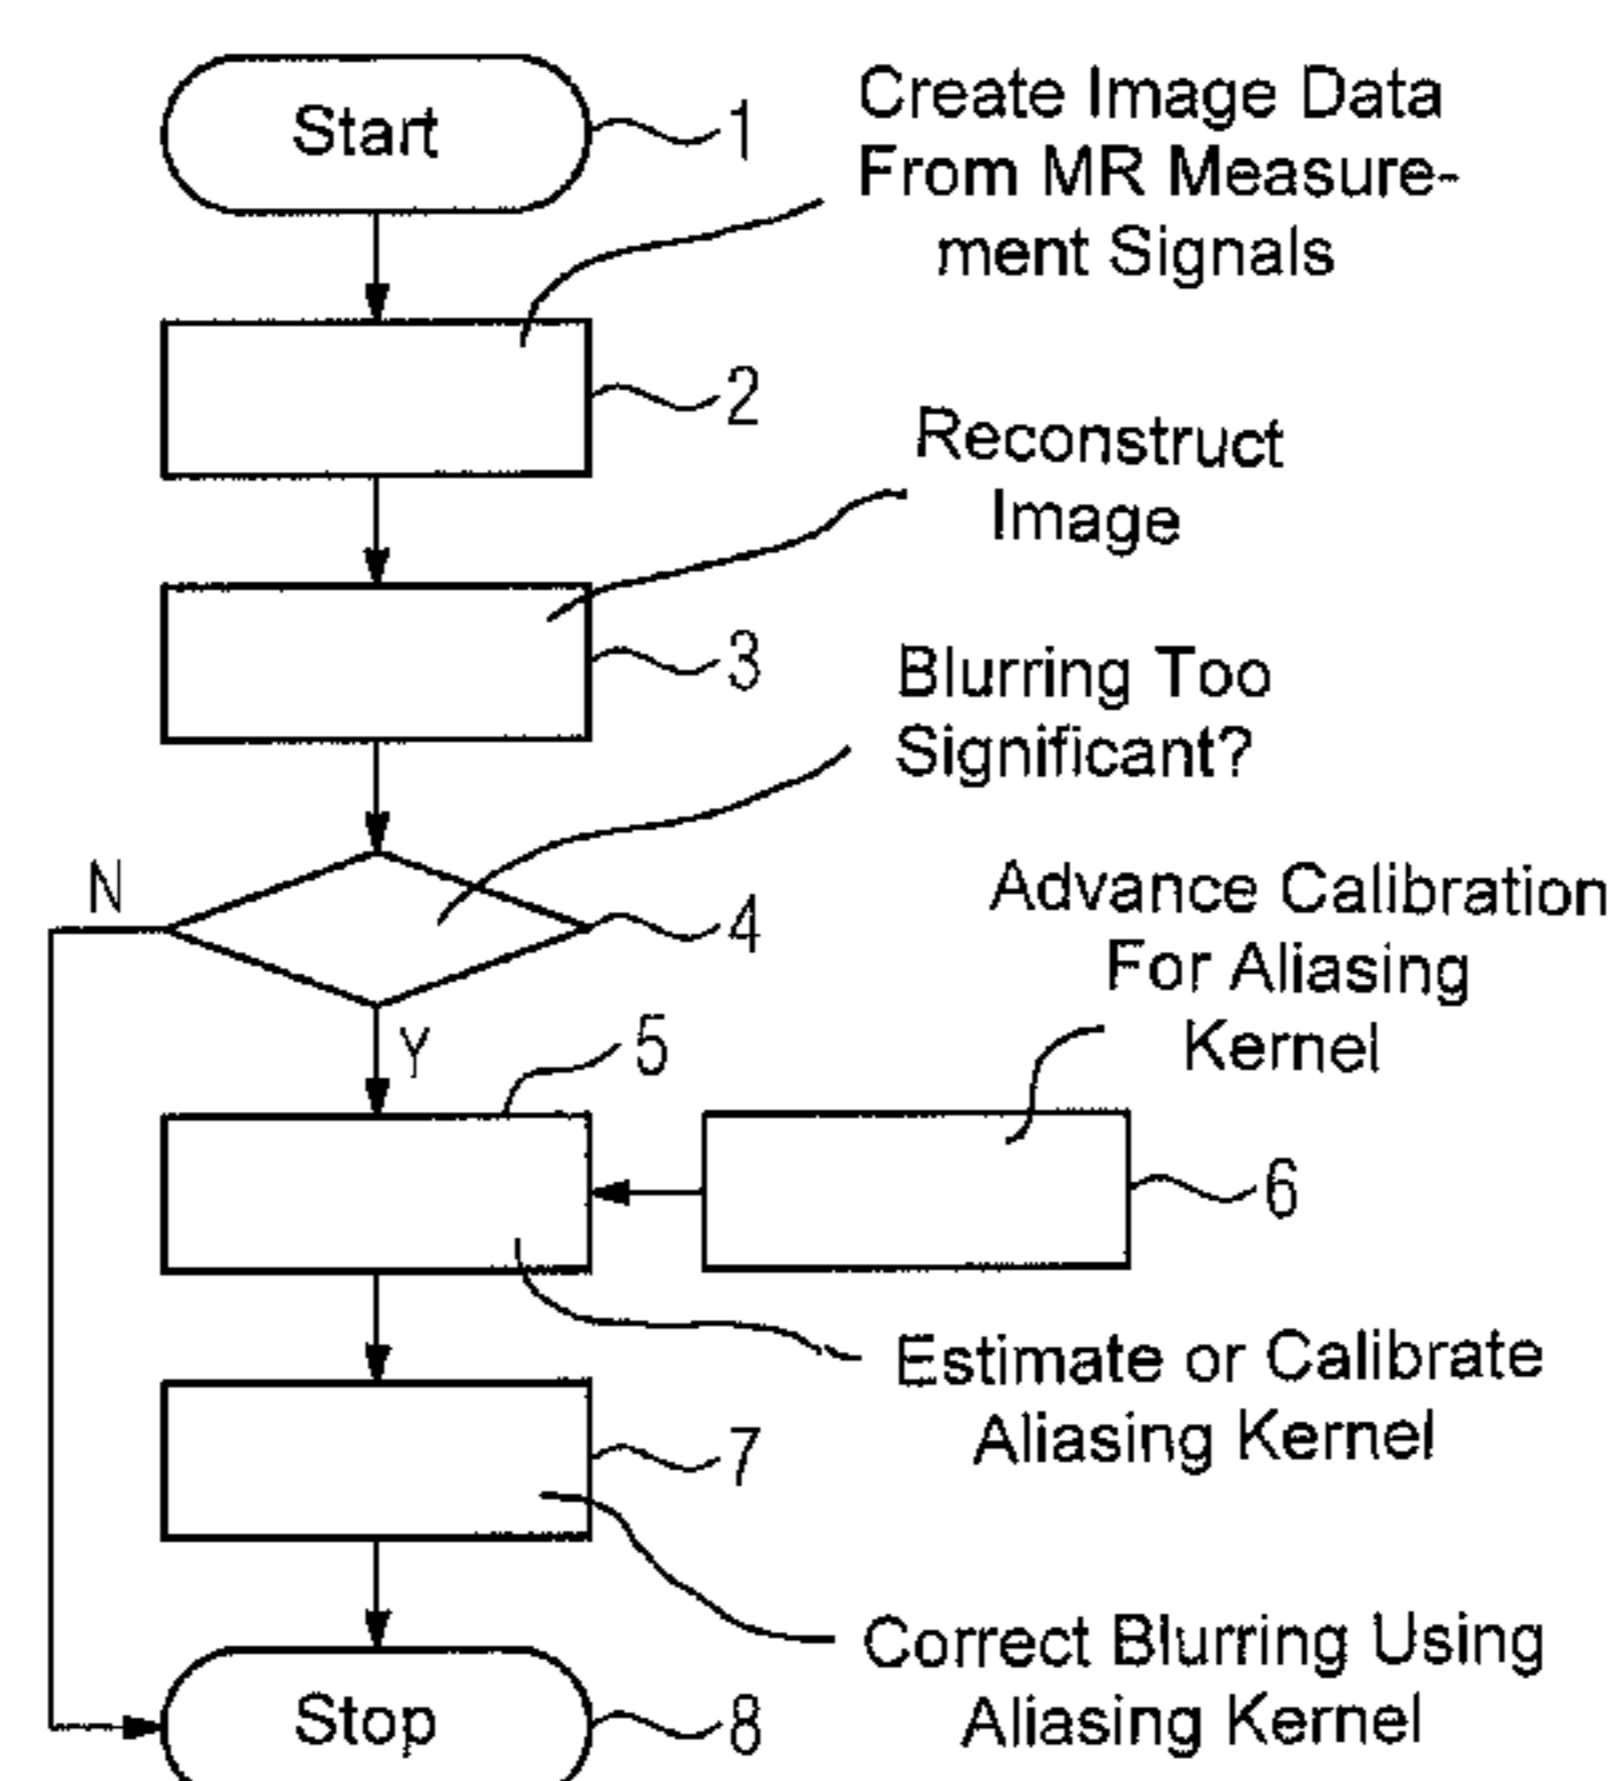 Start
1
Create Image Data
From MR Measure-
ment Signals
2
Reconstruct
Image
3
Blurring Too
Significant?
N
4
Advance Calibration
For Aliasing
Kernel
Y
5
6
Estimate or Calibrate
Aliasing Kernel
7
Correct Blurring Using
Aliasing Kernel
Stop
8